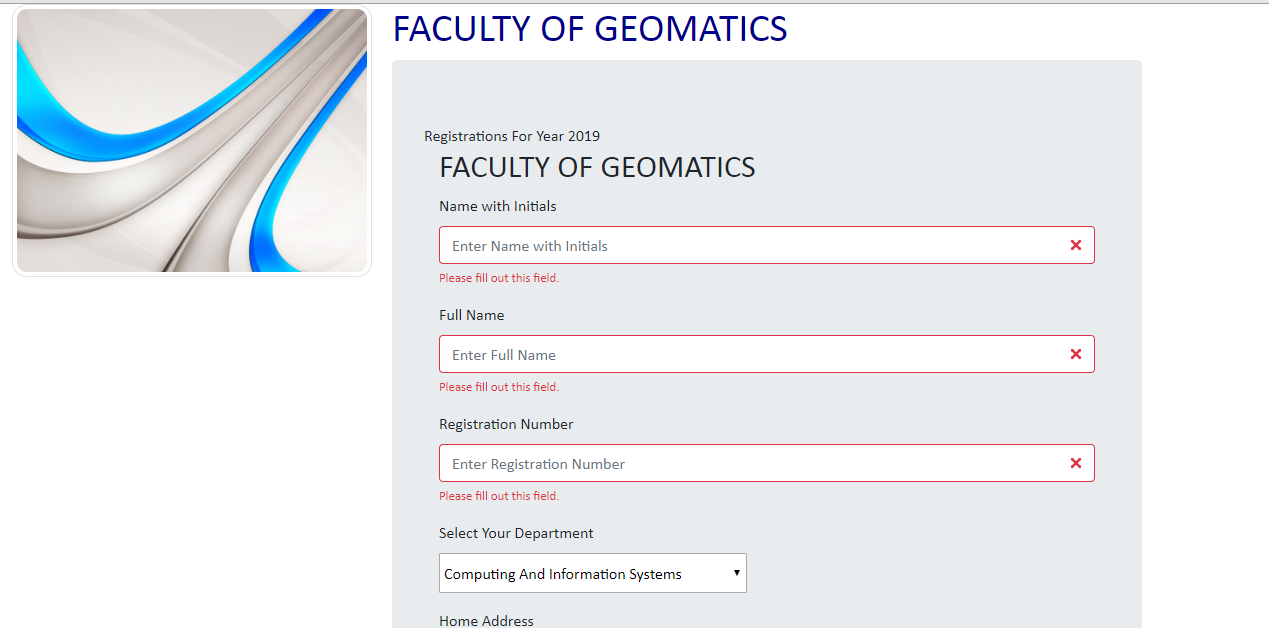 FACULTY OF GEOMATICS
Registrations For Year 2019
FACULTY OF GEOMATICS
Name with Initials
Enter Name with Initials
Please fill out this field.
Full Name
Enter Full Name
Please fill out this field.
Registration Number
Enter Registration Number
Please fill out this field.
Select Your Department
Computing And Information Systems
Home Address